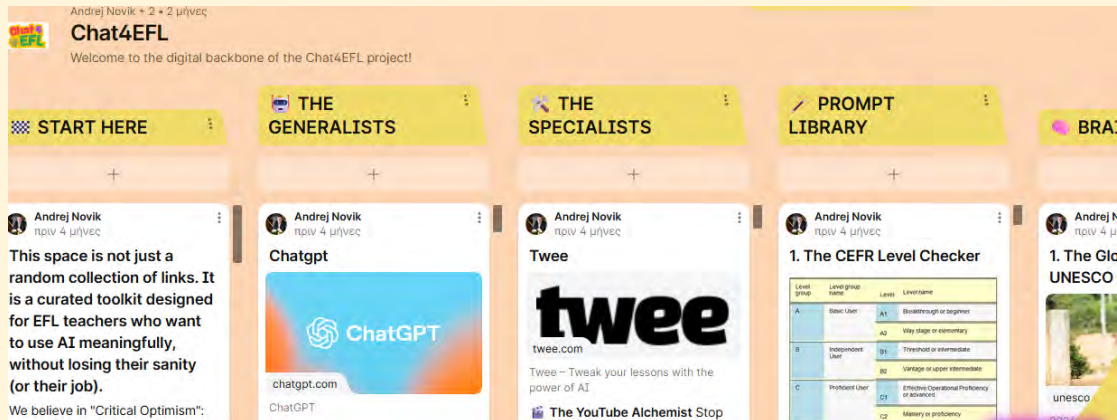 Andrej Novik + 2 • 2 μήνες
Chat4EFL
Welcome to the digital backbone of the Chat4EFL project!
START HERE
THE
GENERALISTS
THE
SPECIALISTS
PROMPT
LIBRARY
BRAI
+
+
+
+
Andrej Novik
πριν 4 μήνες
This space is not just a
random collection of links. It
is a curated toolkit designed
for EFL teachers who want
to use AI meaningfully,
without losing their sanity
(or their job).
We believe in "Critical Optimism":
Andrej Novik
πριν 4 μήνες
Chatgpt
ChatGPT
chatgpt.com
ChatGPT
Andrej Novik
πριν 4 μήνες
Twee
twee
twee.com
Twee – Tweak your lessons with the
power of AI
The YouTube Alchemist Stop
Andrej Novik
πριν 4 μήνες
1. The CEFR Level Checker
Level group Level group name Level Level name
A Basic User A1 Breakthrough or beginner
A2 Way stage or elementary
B Independent User B1 Threshold or intermediate
B2 Vantage or upper intermediate
C Proficient User C1 Effective Operational Proficiency or advanced
C2 Mastery or proficiency
Andrej N
πριν 4 μ
1. The Glo
UNESCO
unesco